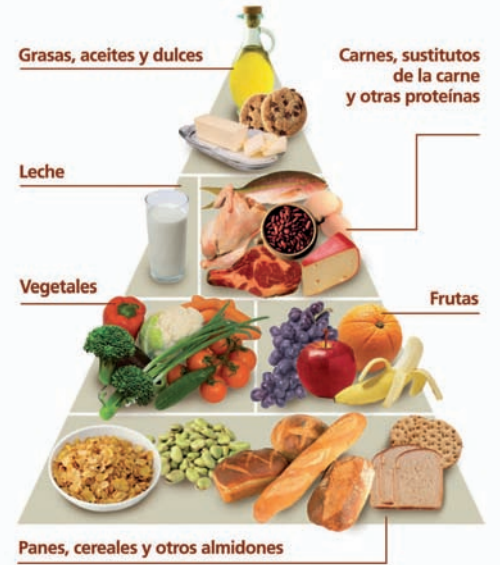 Grasas, aceites y dulces
Carnes, sustitutos
de la carne
y otras proteínas
Leche
Vegetales
Frutas
Panes, cereales y otros almidones